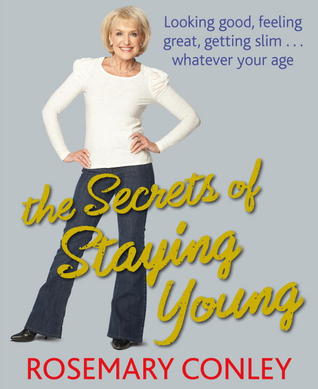 Looking good, feeling
great, getting slim . . .
whatever your age
the Secrets of
Staying
Young
ROSEMARY CONLEY